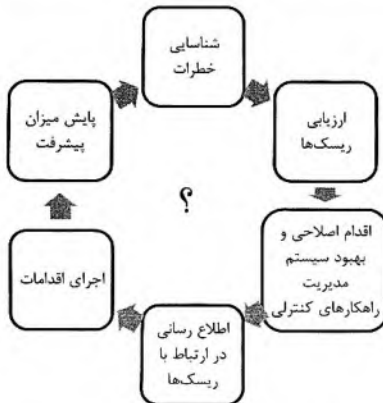 شناسایی
خطرات
ارزیابی
ریسک‌ها
اقدام اصلاحی و
بهبود سیستم
مدیریت
راهکارهای کنترلی
اطلاع رسانی
در ارتباط با
ریسک‌ها
اجرای اقدامات
پایش میزان
پیشرفت
؟